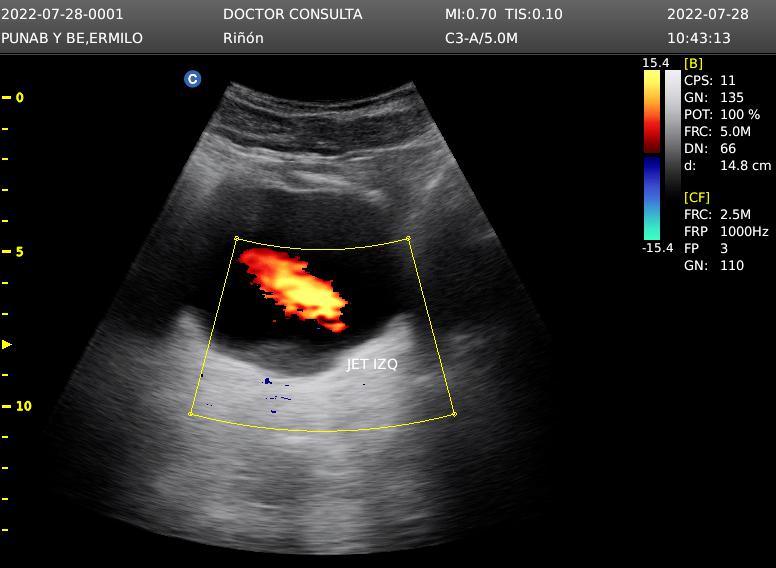 2022-07-28-0001 DOCTOR CONSULTA MI:0.70 TIS:0.10 2022-07-28
PUNAB Y BE,ERMILO Riñón C3-A/5.0M 10:43:13
C
15.4 [B]
CPS: 11
GN: 135
POT: 100 %
FRC: 5.0M
DN: 66
d: 14.8 cm
[CF]
FRC: 2.5M
FRP 1000Hz
-15.4 FP 3
GN: 110
0
5
JET IZQ
10